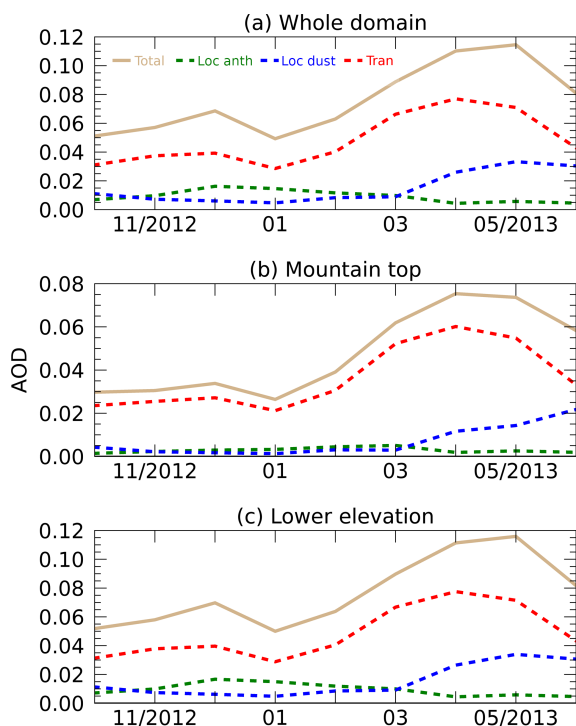 (a) Whole domain
0.12
Total Loc anth Loc dust Tran
0.10
0.08
0.06
0.04
0.02
0.00
11/2012 01 03 05/2013
(b) Mountain top
0.08
0.06
AOD
0.04
0.02
0.00
11/2012 01 03 05/2013
(c) Lower elevation
0.12
0.10
0.08
0.06
0.04
0.02
0.00
11/2012 01 03 05/2013